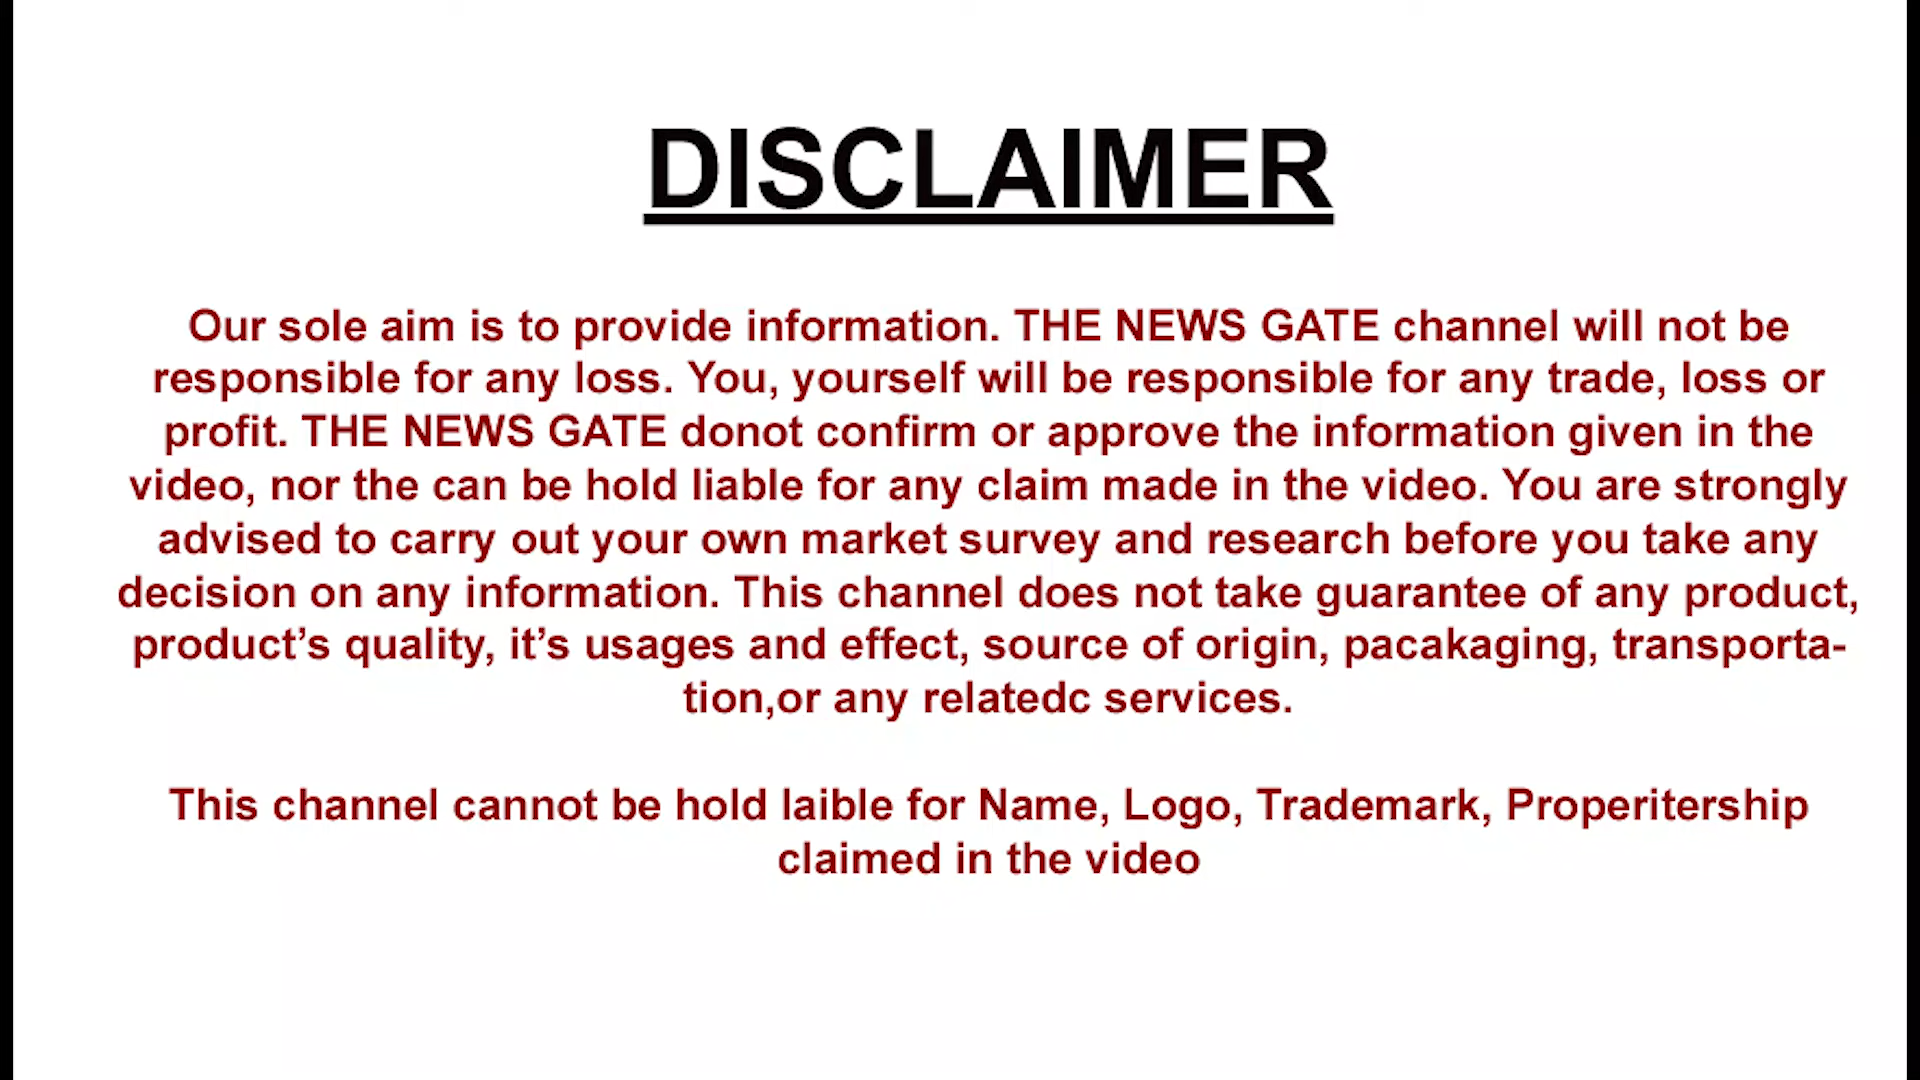 DISCLAIMER
Our sole aim is to provide information. THE NEWS GATE channel will not be
responsible for any loss. You, yourself will be responsible for any trade, loss or
profit. THE NEWS GATE donot confirm or approve the information given in the
video, nor the can be hold liable for any claim made in the video. You are strongly
advised to carry out your own market survey and research before you take any
decision on any information. This channel does not take guarantee of any product,
product’s quality, it’s usages and effect, source of origin, pacakaging, transporta-
tion,or any relatedc services.
This channel cannot be hold laible for Name, Logo, Trademark, Properitership
claimed in the video